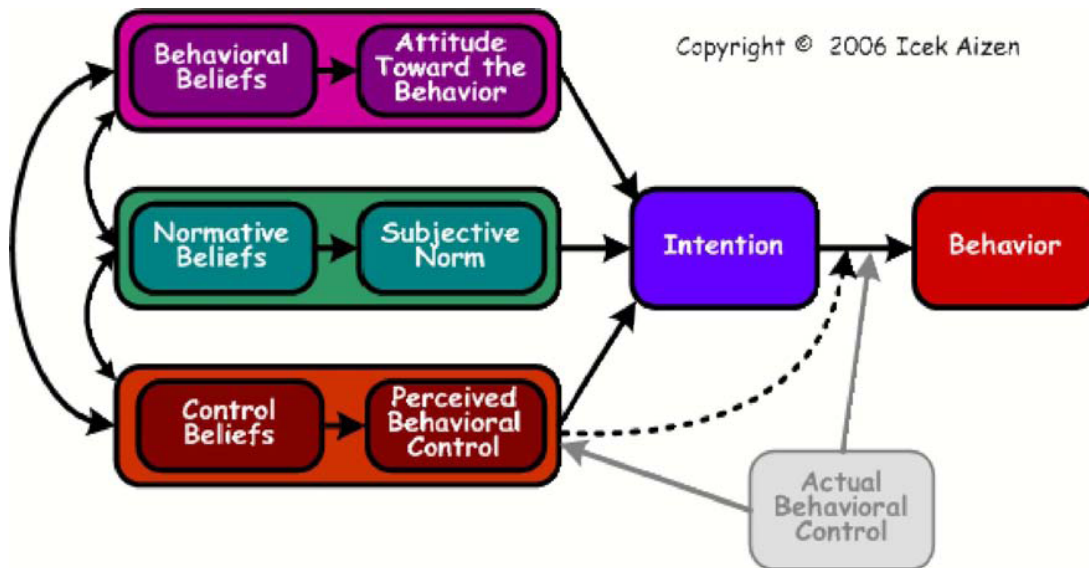 Behavioral
Beliefs
Attitude
Toward the
Behavior
Copyright © 2006 Icek Aizen
Normative
Beliefs
Subjective
Norm
Intention
Behavior
Control
Beliefs
Perceived
Behavioral
Control
Actual
Behavioral
Control